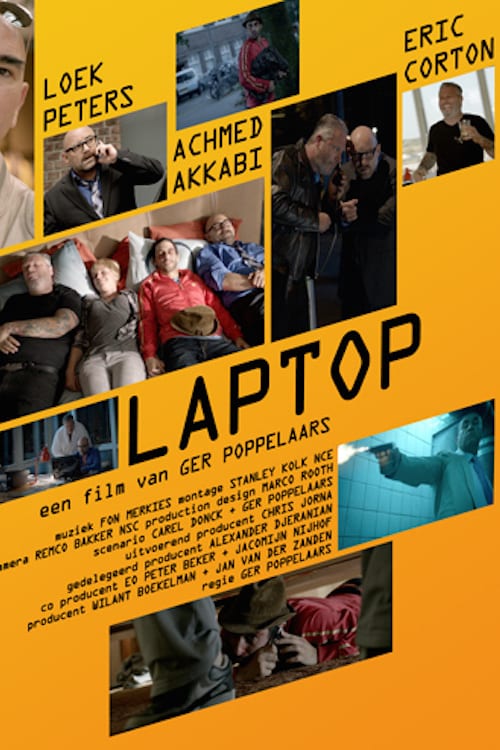 LOEK
PETERS
ACHMED
AKKABI
ERIC
CORTON
LAPTOP
een film van GER POPPELAARS
muziek FON MERKIES montage STANLEY KOLK NCE
amera REMCO BAKKER NSC production design MARCO ROOTH
scenario CAREL DONCK + GER POPPELAARS
uitvoerend producent CHRIS JORNA
gedelegeerd producent ALEXANDER DJERANIAN
co producent EO PETER BEKER + JACOMIJN NIJHOF
producent WILANT BOEKELMAN + JAN VAN DER ZANDEN
regie GER POPPELAARS